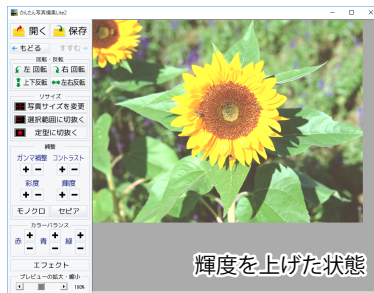 かんたん写真編集Lite2
開く 保存
もどる すすむ
回転・反転
左 回転 右 回転
上下反転 左右反転
リサイズ
写真サイズを変更
選択範囲に切抜く
定型に切抜く
補整
ガンマ補整 コントラスト
+ - + -
彩度 輝度
+ - + -
モノクロ セピア
カラーバランス
赤 + - 青 + - 緑 + -
エフェクト
プレビューの拡大・縮小
100%
輝度を上げた状態